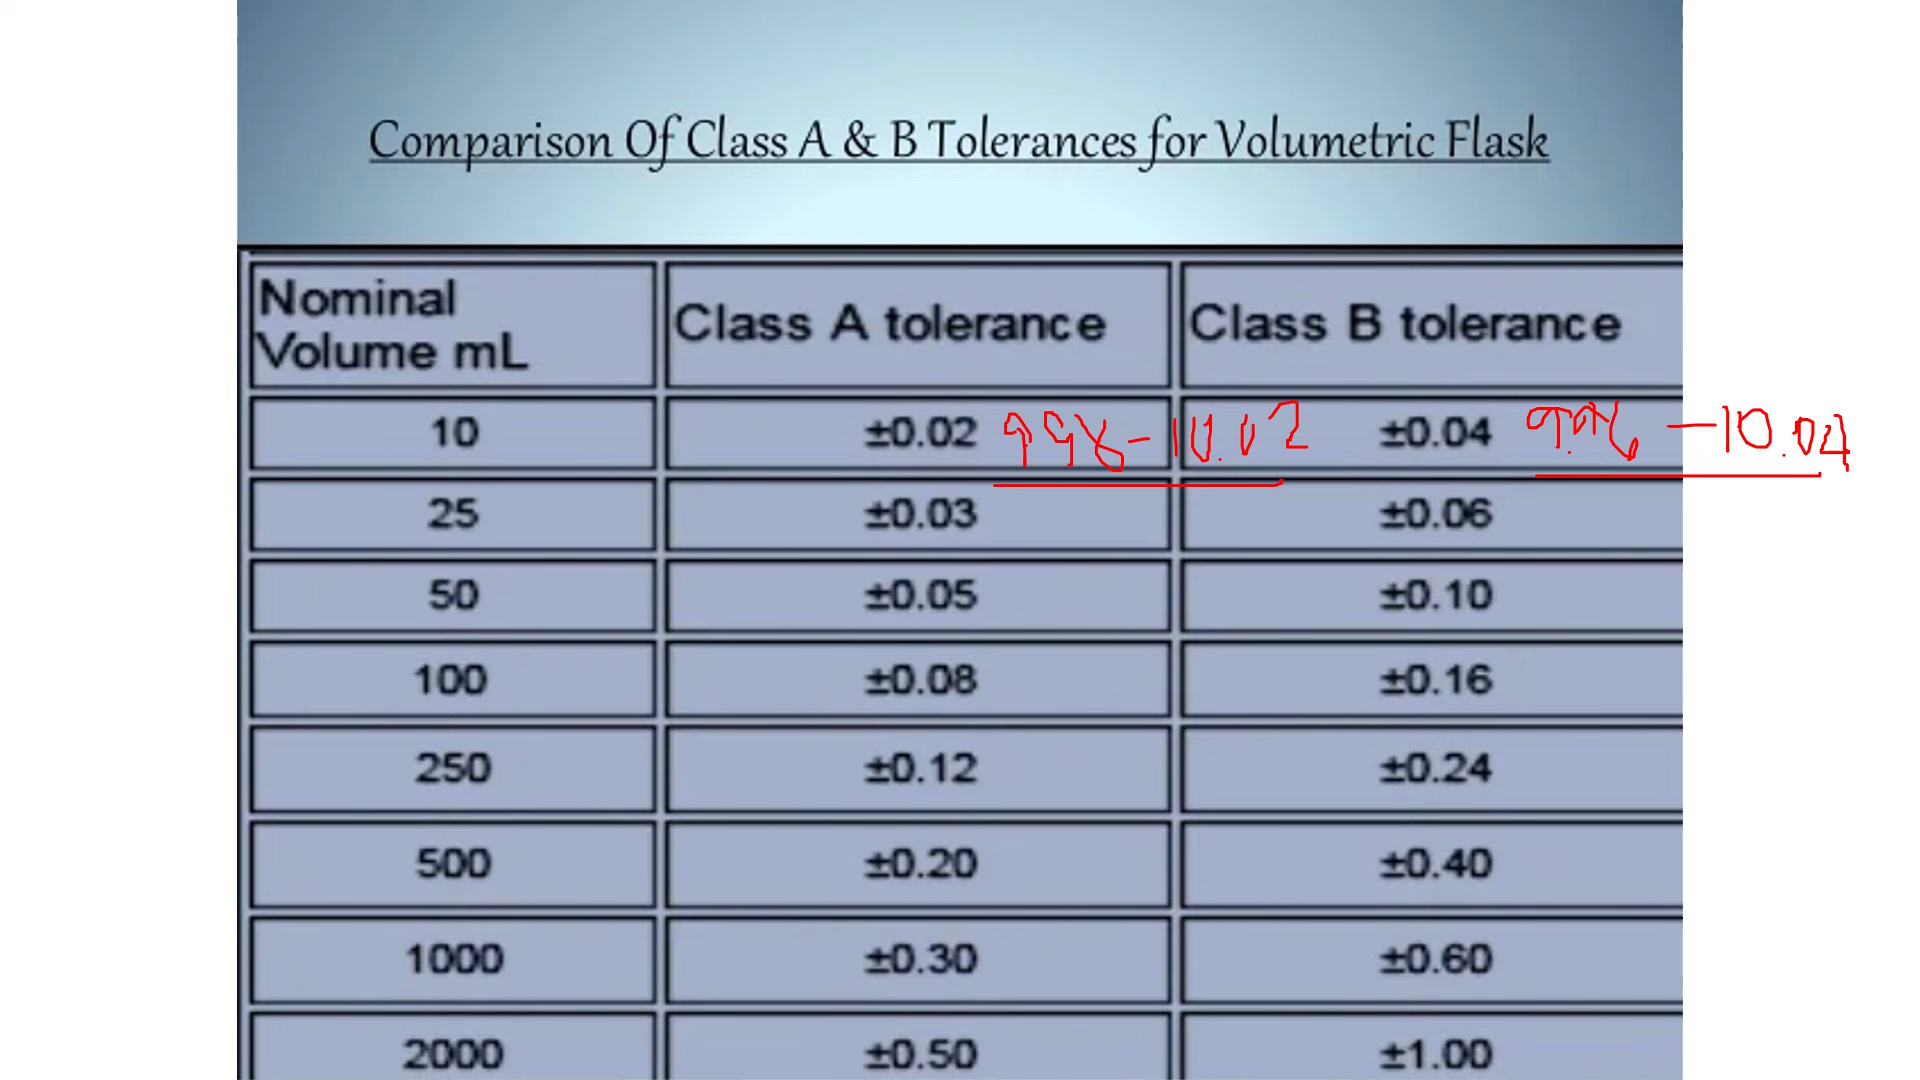 Comparison Of Class A & B Tolerances for Volumetric Flask
Nominal Volume mL Class A tolerance Class B tolerance
10 ±0.02 998-10.02 ±0.04 9.96-10.04
25 ±0.03 ±0.06
50 ±0.05 ±0.10
100 ±0.08 ±0.16
250 ±0.12 ±0.24
500 ±0.20 ±0.40
1000 ±0.30 ±0.60
2000 ±0.50 ±1.00